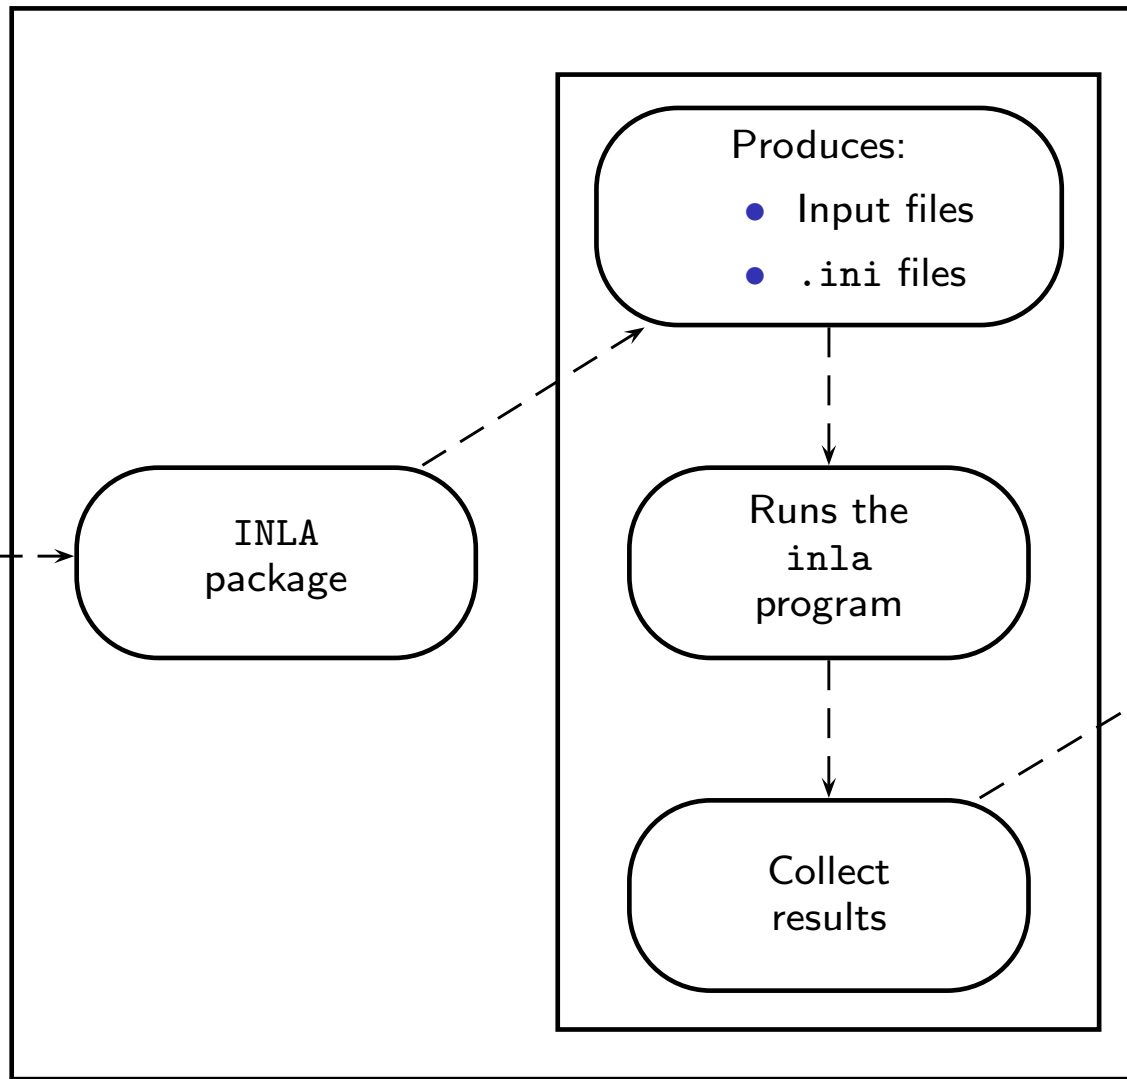 Produces:
• Input files
• .ini files
INLA
package
Runs the
inla
program
Collect
results